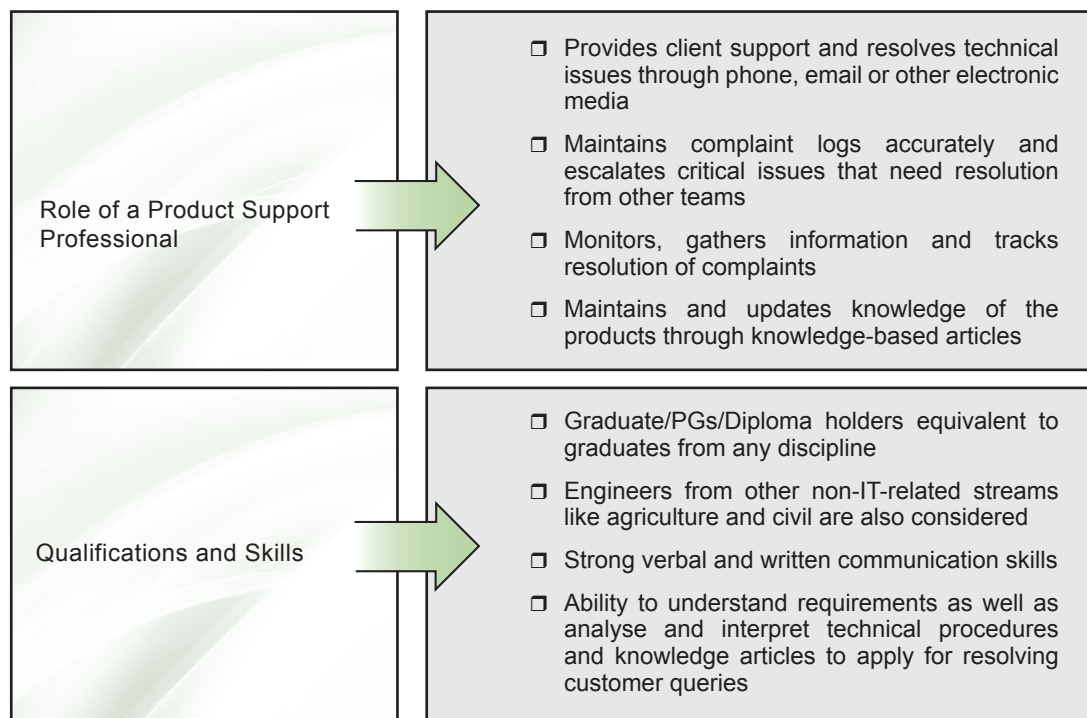 Role of a Product Support
Professional
❒ Provides client support and resolves technical
issues through phone, email or other electronic
media
❒ Maintains complaint logs accurately and
escalates critical issues that need resolution
from other teams
❒ Monitors, gathers information and tracks
resolution of complaints
❒ Maintains and updates knowledge of the
products through knowledge-based articles
Qualifications and Skills
❒ Graduate/PGs/Diploma holders equivalent to
graduates from any discipline
❒ Engineers from other non-IT-related streams
like agriculture and civil are also considered
❒ Strong verbal and written communication skills
❒ Ability to understand requirements as well as
analyse and interpret technical procedures
and knowledge articles to apply for resolving
customer queries